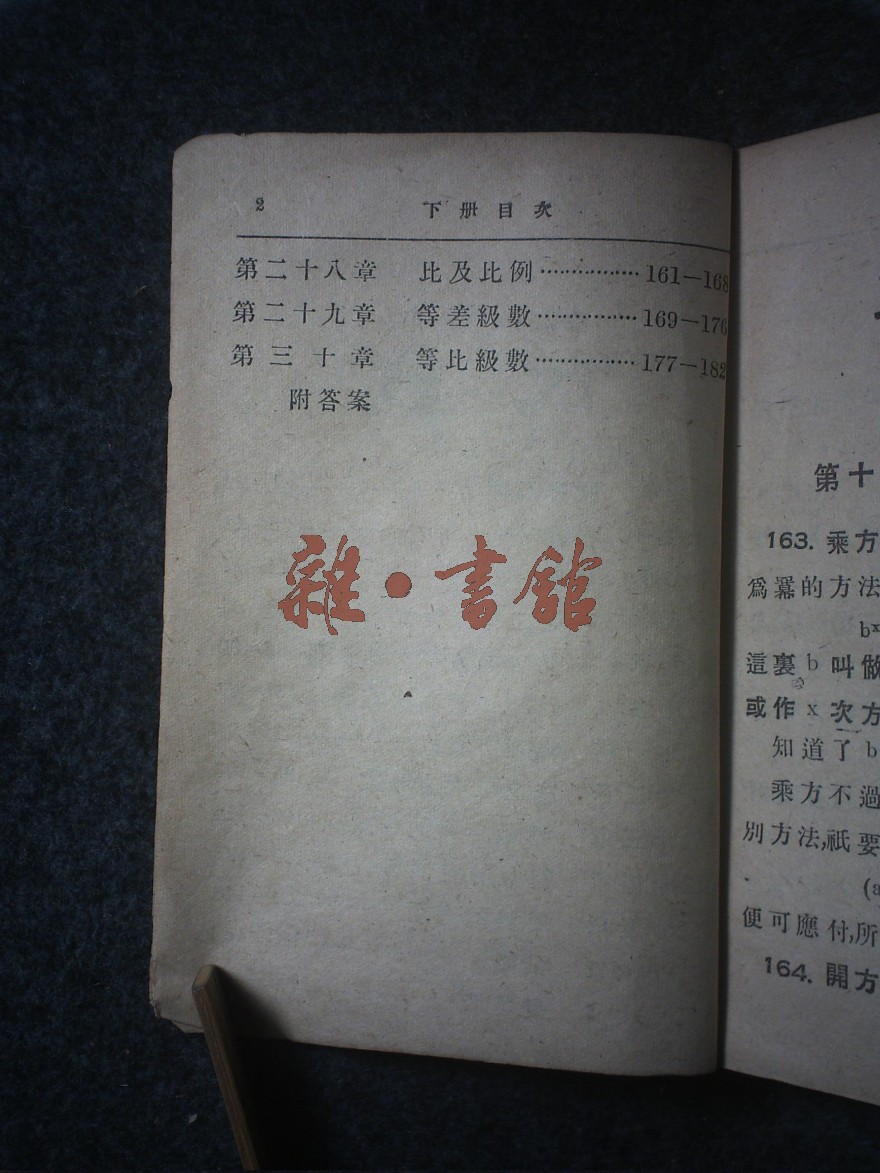 2 下册目次
第二十八章 比及比例……………161—168
第二十九章 等差級數……………169—176
第三十章 等比級數……………177—182
附答案
雜·書館
第十
163. 乘方
為羃的方法
bˣ
這裏 b 叫做
或作 x 次方
知道了 b
乘方不過
別方法,祇要
(a
便可應付,所
164. 開方